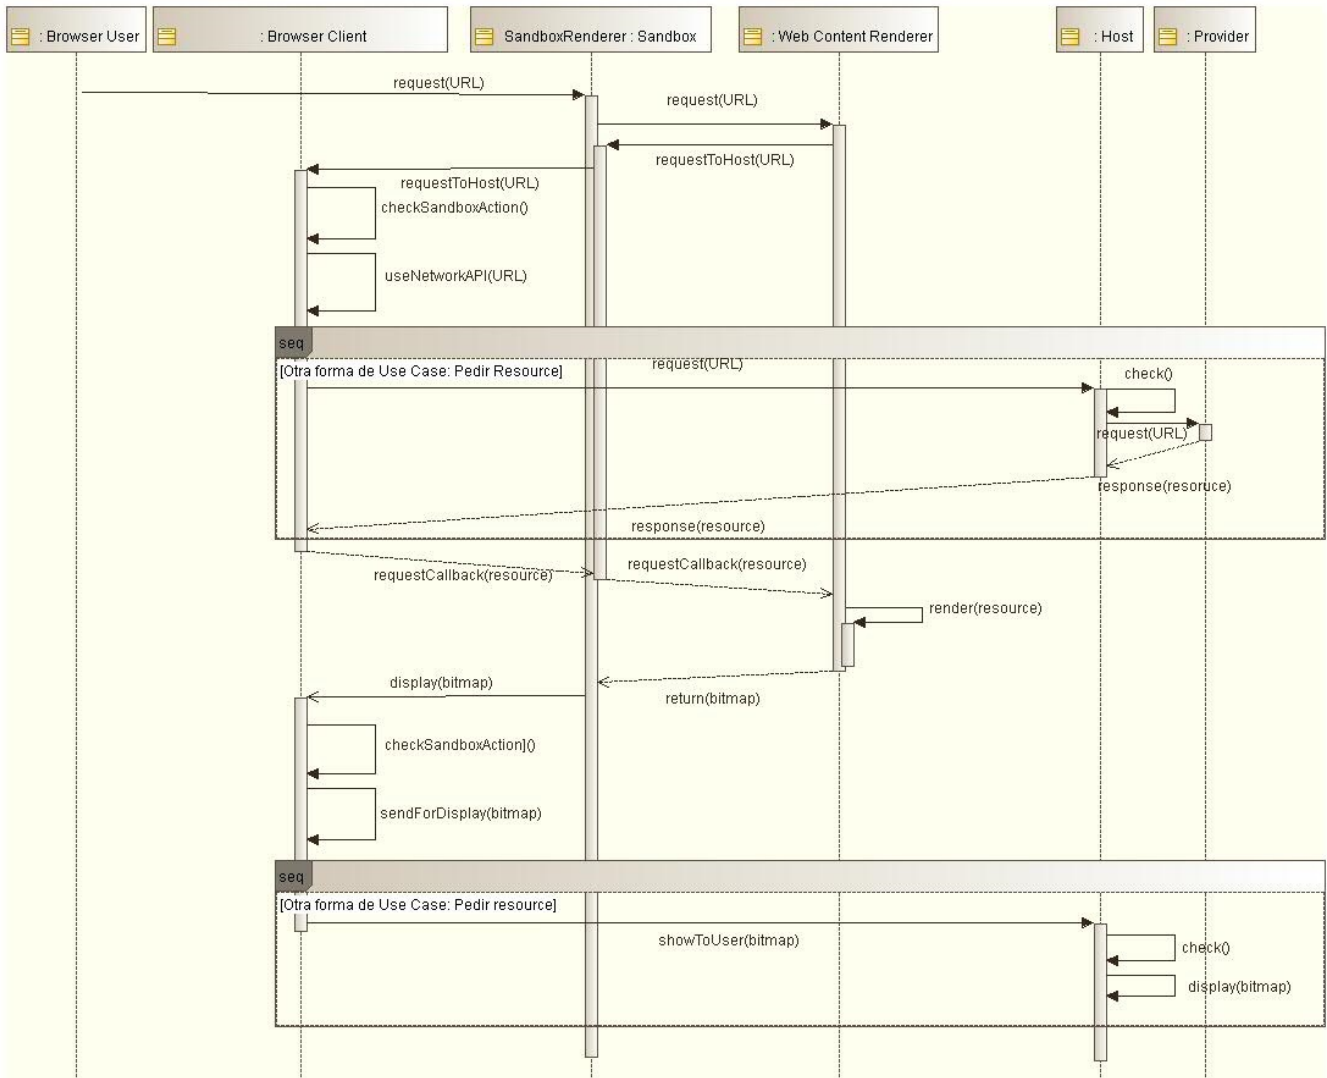 : Browser User
: Browser Client
SandboxRenderer : Sandbox
: Web Content Renderer
: Host
: Provider
request(URL)
request(URL)
requestToHost(URL)
requestToHost(URL)
checkSandboxAction()
useNetworkAPI(URL)
seq
[Otra forma de Use Case: Pedir Resource]
request(URL)
check()
request(URL)
response(resoruce)
response(resource)
requestCallback(resource)
requestCallback(resource)
render(resource)
display(bitmap)
return(bitmap)
checkSandboxAction]()
sendForDisplay(bitmap)
seq
[Otra forma de Use Case: Pedir resource]
showToUser(bitmap)
check()
display(bitmap)